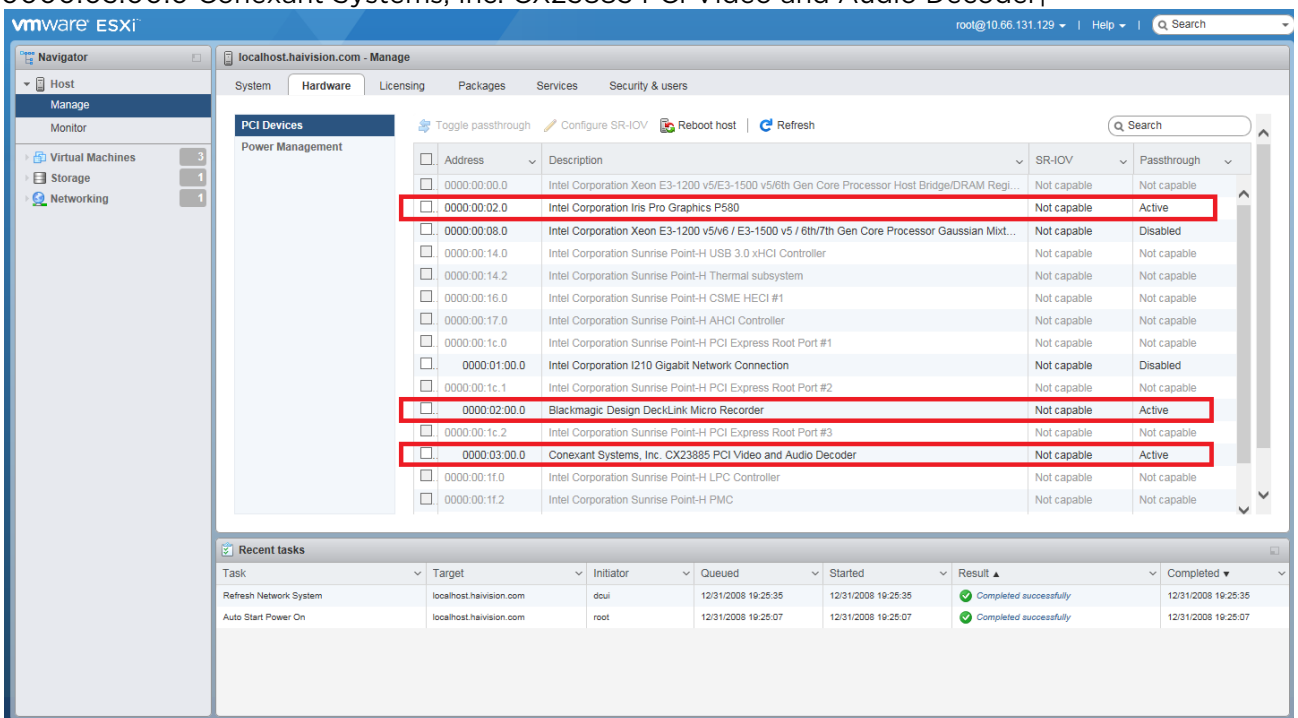 0000:03:00.0 Conexant Systems, Inc. CX23885 PCI Video and Audio Decoder|
vmware ESXi™
root@10.66.131.129 | Help | Search
Navigator
Host
Manage
Monitor
Virtual Machines 3
Storage 1
Networking 1
localhost.haivision.com - Manage
System Hardware Licensing Packages Services Security & users
PCI Devices
Power Management
Toggle passthrough Configure SR-IOV Reboot host | Refresh Search
Address Description SR-IOV Passthrough
0000:00:00.0 Intel Corporation Xeon E3-1200 v5/E3-1500 v5/6th Gen Core Processor Host Bridge/DRAM Regi... Not capable Not capable
0000:00:02.0 Intel Corporation Iris Pro Graphics P580 Not capable Active
0000:00:08.0 Intel Corporation Xeon E3-1200 v5/v6 / E3-1500 v5 / 6th/7th Gen Core Processor Gaussian Mixt... Not capable Disabled
0000:00:14.0 Intel Corporation Sunrise Point-H USB 3.0 xHCI Controller Not capable Not capable
0000:00:14.2 Intel Corporation Sunrise Point-H Thermal subsystem Not capable Not capable
0000:00:16.0 Intel Corporation Sunrise Point-H CSME HECI #1 Not capable Not capable
0000:00:17.0 Intel Corporation Sunrise Point-H AHCI Controller Not capable Not capable
0000:00:1c.0 Intel Corporation Sunrise Point-H PCI Express Root Port #1 Not capable Not capable
0000:01:00.0 Intel Corporation I210 Gigabit Network Connection Not capable Disabled
0000:00:1c.1 Intel Corporation Sunrise Point-H PCI Express Root Port #2 Not capable Not capable
0000:02:00.0 Blackmagic Design DeckLink Micro Recorder Not capable Active
0000:00:1c.2 Intel Corporation Sunrise Point-H PCI Express Root Port #3 Not capable Not capable
0000:03:00.0 Conexant Systems, Inc. CX23885 PCI Video and Audio Decoder Not capable Active
0000:00:1f.0 Intel Corporation Sunrise Point-H LPC Controller Not capable Not capable
0000:00:1f.2 Intel Corporation Sunrise Point-H PMC Not capable Not capable
Recent tasks
Task Target Initiator Queued Started Result Completed
Refresh Network System localhost.haivision.com dcui 12/31/2008 19:25:35 12/31/2008 19:25:35 Completed successfully 12/31/2008 19:25:35
Auto Start Power On localhost.haivision.com root 12/31/2008 19:25:07 12/31/2008 19:25:07 Completed successfully 12/31/2008 19:25:07